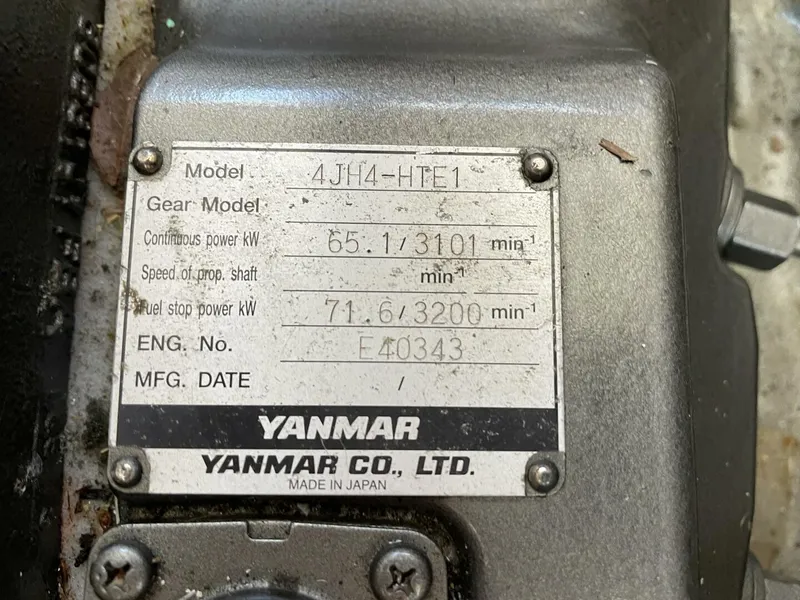 Model 4JH4-HTE1
Gear Model
Continuous power kW 65.1/3101 min-1
Speed of prop. shaft min-1
Fuel stop power kW 71.6/3200 min-1
ENG. No. E40343
MFG. DATE /
YANMAR
YANMAR CO., LTD.
MADE IN JAPAN